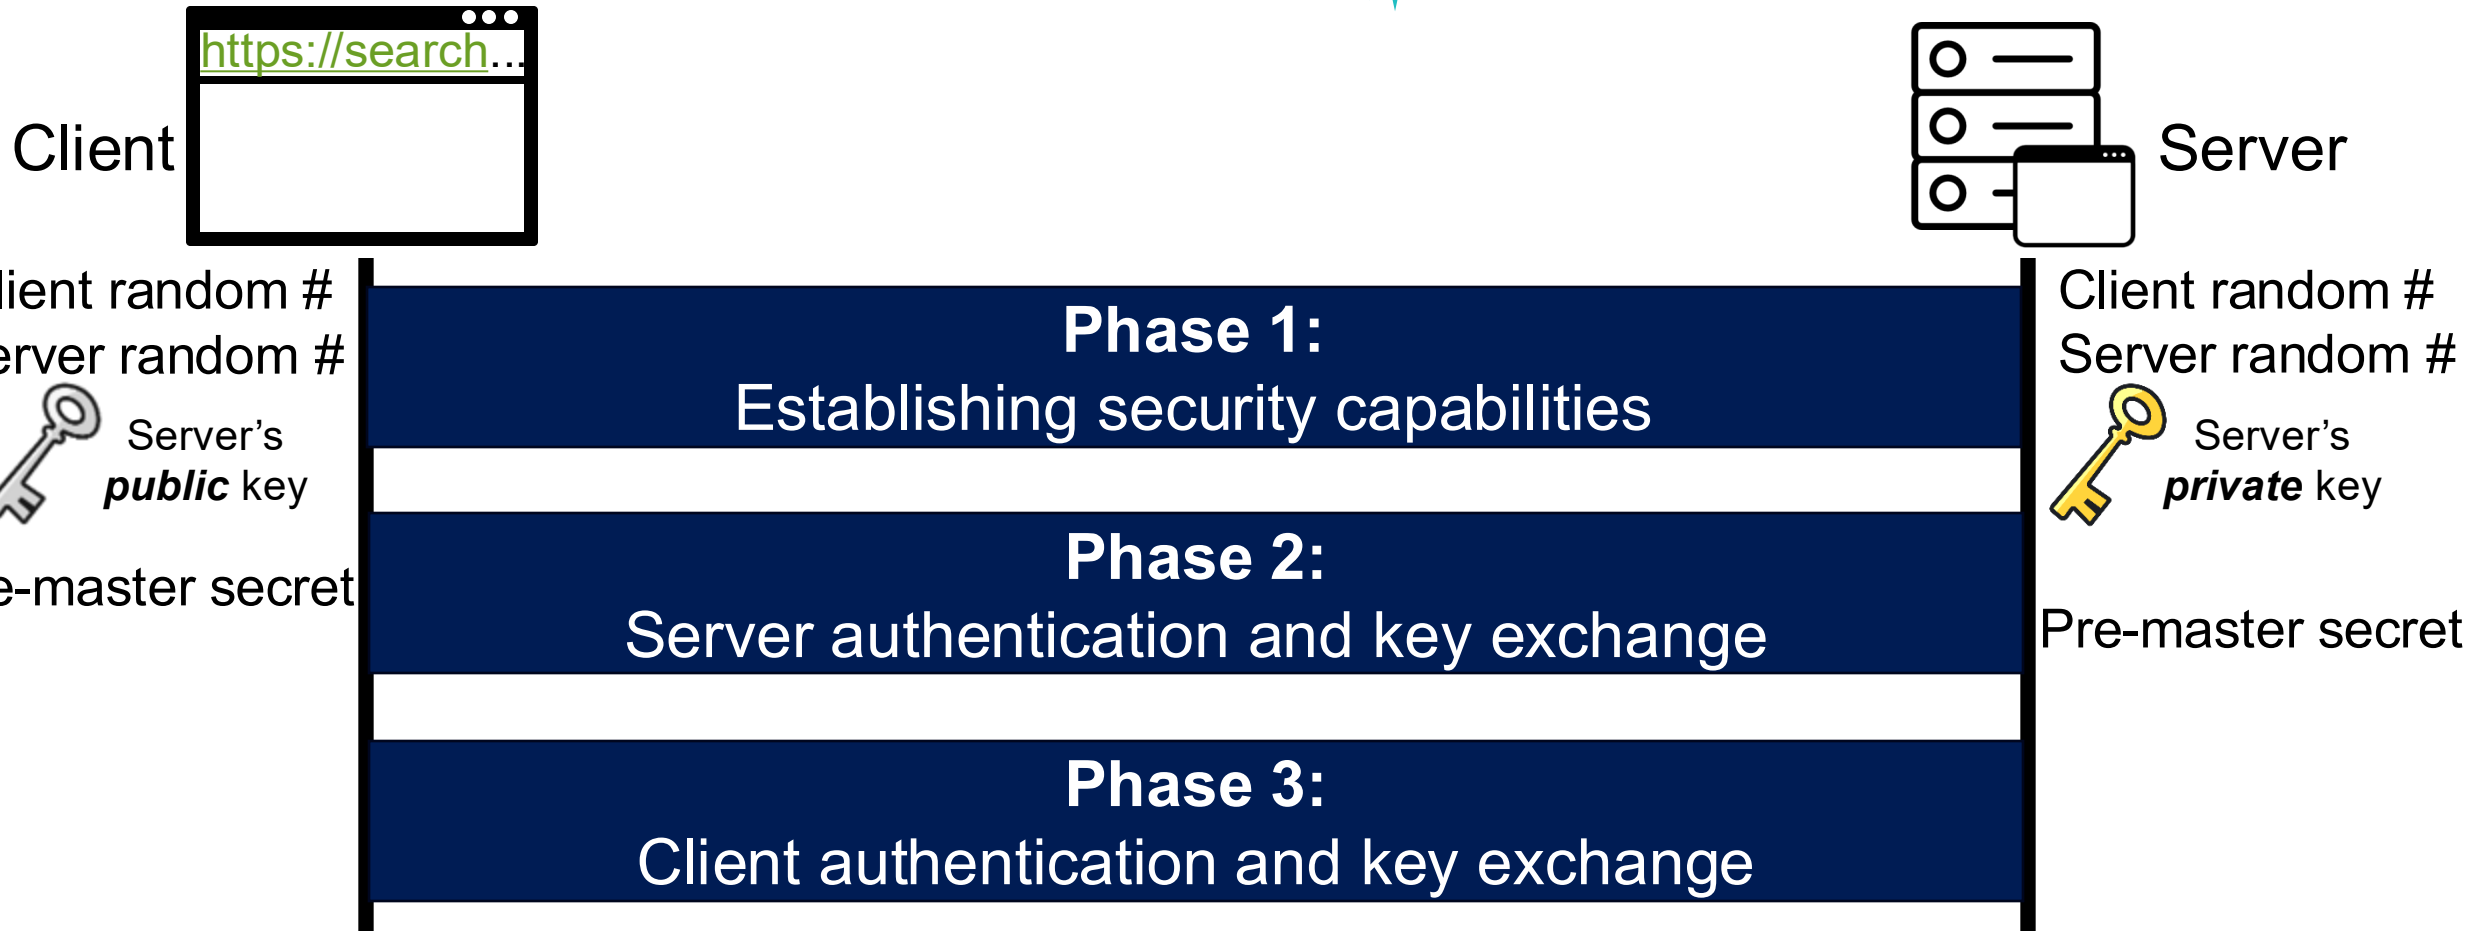 https://search...
Client
Server
lient random #
erver random #
Server's
public key
e-master secret
Phase 1:
Establishing security capabilities
Phase 2:
Server authentication and key exchange
Phase 3:
Client authentication and key exchange
Client random #
Server random #
Server's
private key
Pre-master secret